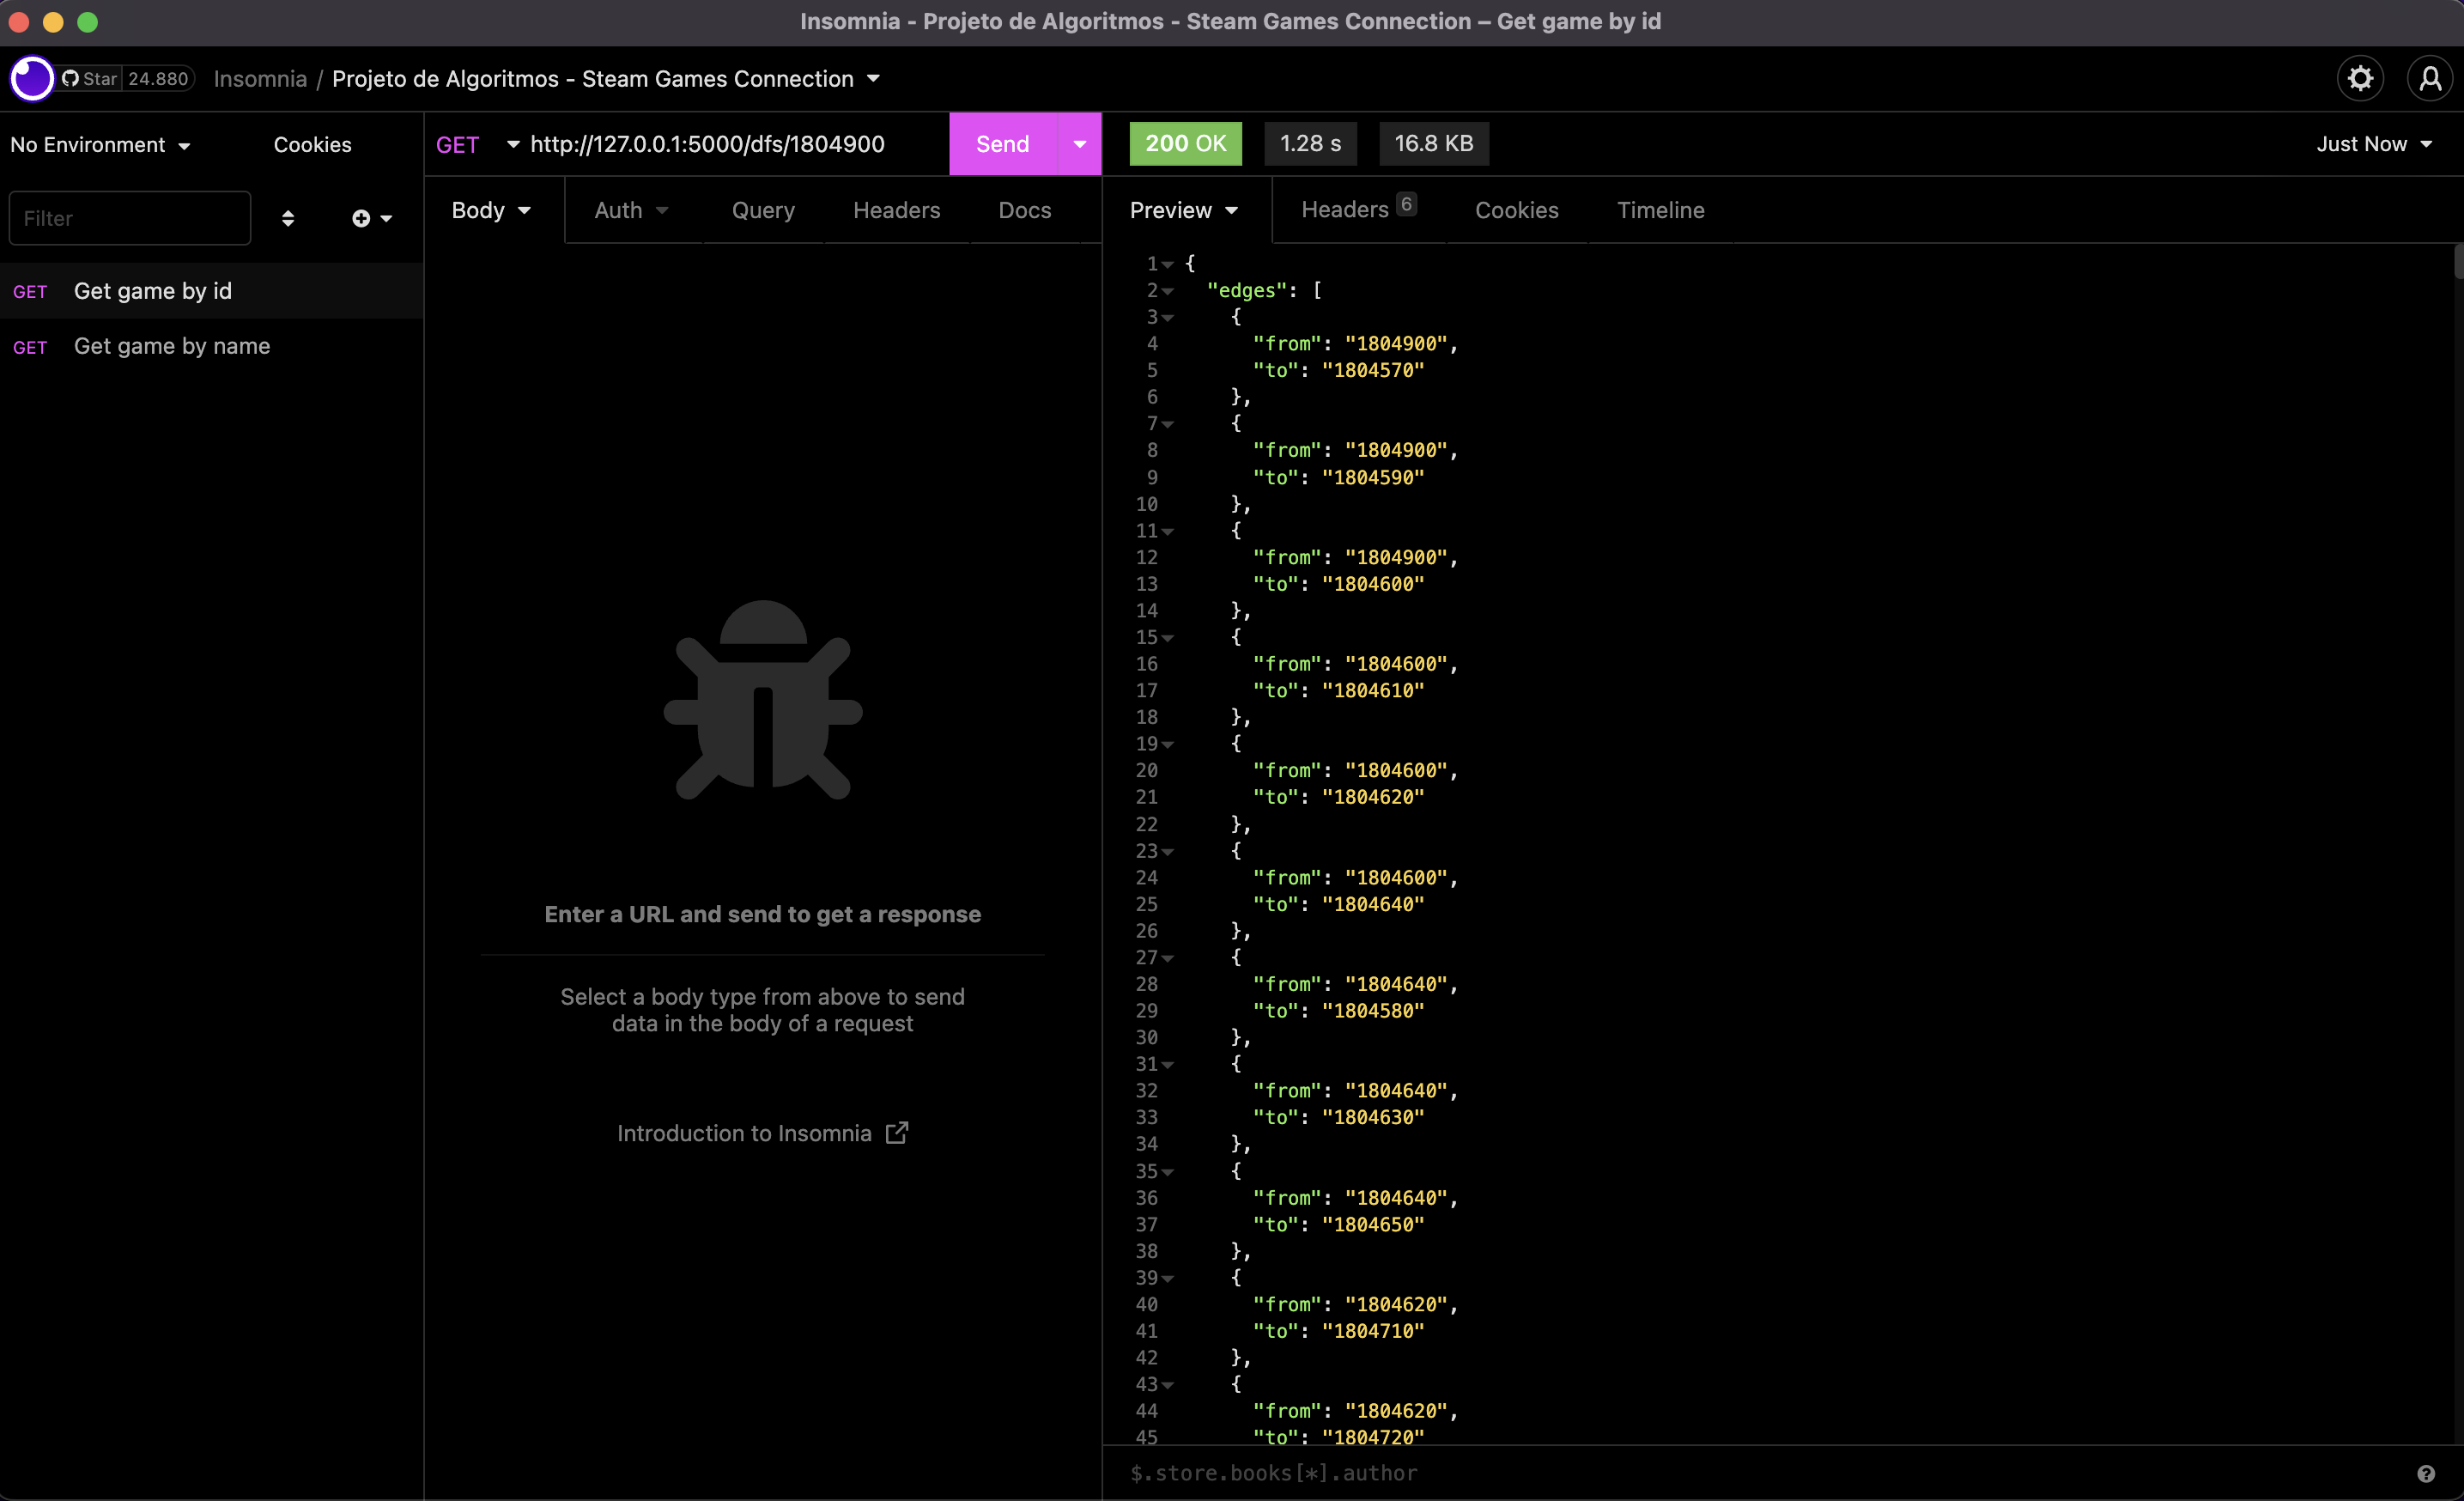 Insomnia - Projeto de Algoritmos - Steam Games Connection – Get game by id
Star 24.880 Insomnia / Projeto de Algoritmos - Steam Games Connection
No Environment Cookies
Filter
GET Get game by id
GET Get game by name
GET http://127.0.0.1:5000/dfs/1804900 Send
Body Auth Query Headers Docs
Enter a URL and send to get a response
Select a body type from above to send
data in the body of a request
Introduction to Insomnia
200 OK 1.28 s 16.8 KB Just Now
Preview Headers 6 Cookies Timeline
1 {
2 "edges": [
3 {
4 "from": "1804900",
5 "to": "1804570"
6 },
7 {
8 "from": "1804900",
9 "to": "1804590"
10 },
11 {
12 "from": "1804900",
13 "to": "1804600"
14 },
15 {
16 "from": "1804600",
17 "to": "1804610"
18 },
19 {
20 "from": "1804600",
21 "to": "1804620"
22 },
23 {
24 "from": "1804600",
25 "to": "1804640"
26 },
27 {
28 "from": "1804640",
29 "to": "1804580"
30 },
31 {
32 "from": "1804640",
33 "to": "1804630"
34 },
35 {
36 "from": "1804640",
37 "to": "1804650"
38 },
39 {
40 "from": "1804620",
41 "to": "1804710"
42 },
43 {
44 "from": "1804620",
45 "to": "1804720"
$.store.books[*].author